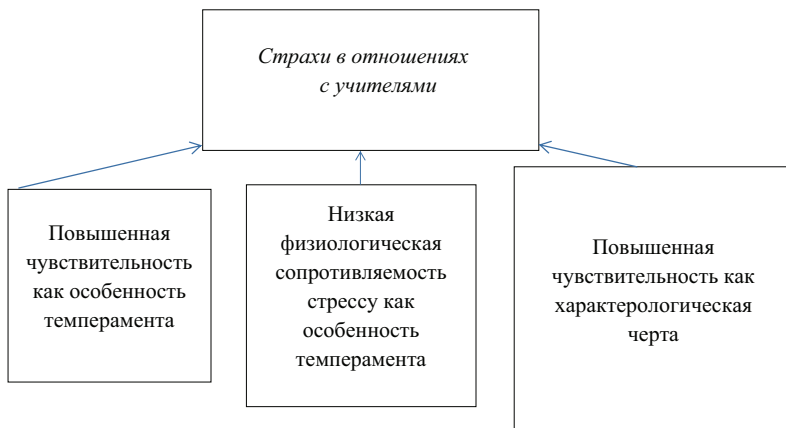 Страхи в отношениях
с учителями
Повышенная
чувствительность
как особенность
темперамента
Низкая
физиологическая
сопротивляемость
стрессу как
особенность
темперамента
Повышенная
чувствительность как
характерологическая
черта